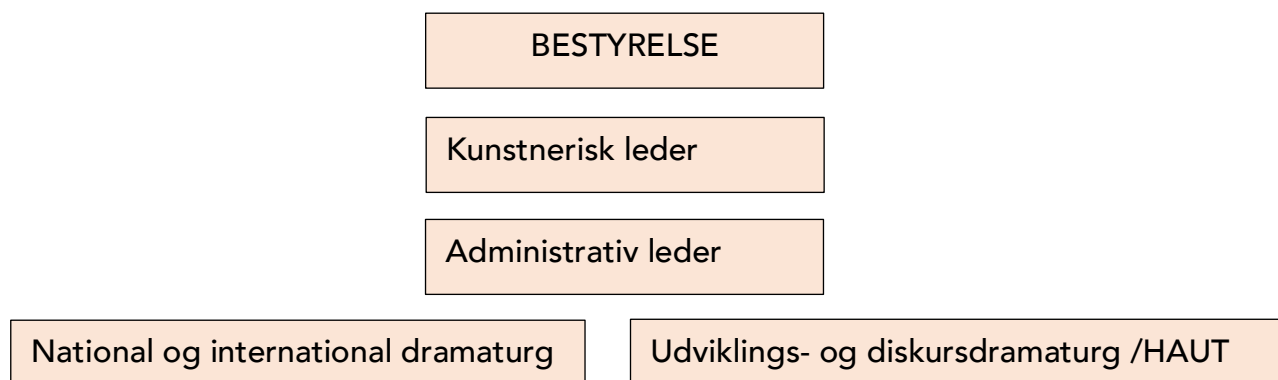 BESTYRELSE
Kunstnerisk leder
Administrativ leder
National og international dramaturg
Udviklings- og diskursdramaturg /HAUT